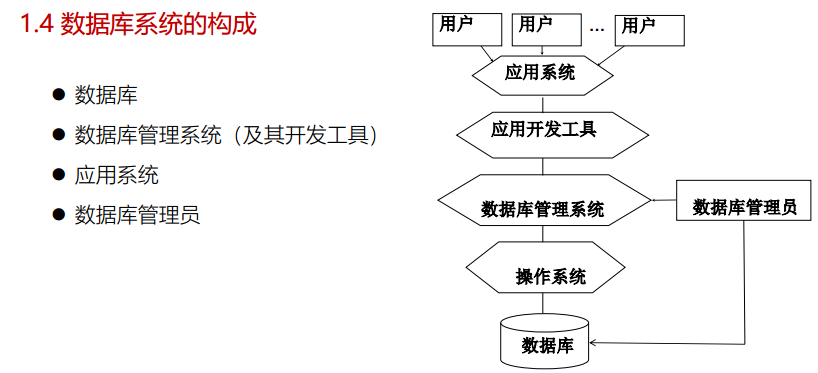 1.4 数据库系统的构成
数据库
数据库管理系统（及其开发工具）
应用系统
数据库管理员
用户 用户 … 用户
应用系统
应用开发工具
数据库管理系统 数据库管理员
操作系统
数据库